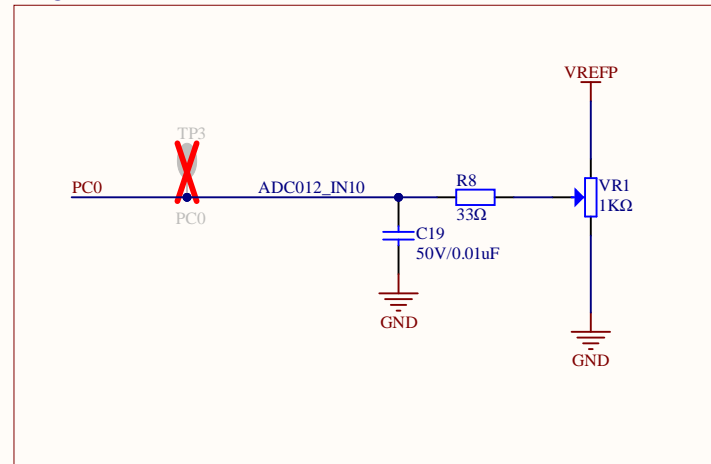 VREFP
TP3
PC0
ADC012_IN10
R8
VR1
33Ω
1KΩ
PC0
C19
50V/0.01uF
GND
GND